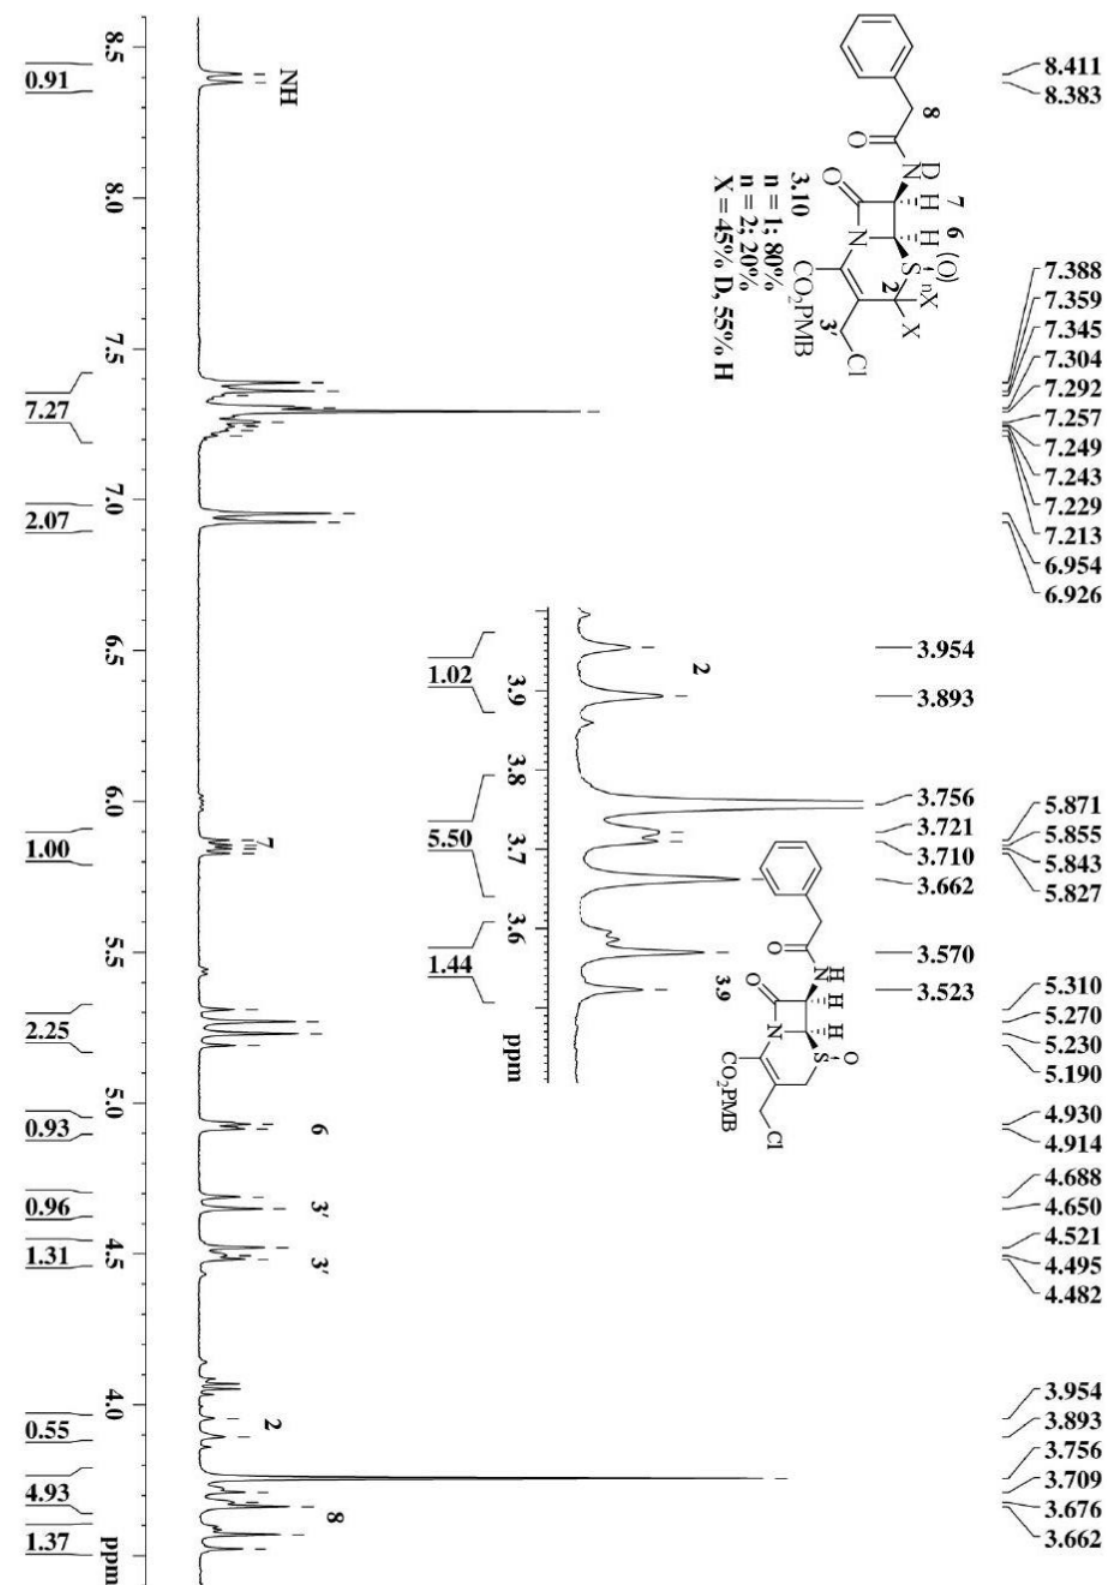 8.411
8.383
7.388
7.359
7.345
7.304
7.292
7.257
7.249
7.243
7.229
7.213
6.954
6.926
5.871
5.855
5.843
5.827
5.310
5.270
5.230
5.190
4.930
4.914
4.688
4.650
4.521
4.495
4.482
3.954
3.893
3.756
3.709
3.676
3.662
8
O
N
D
7
H
6
H
(O)
n
S
X
2
X
O
N
3'
Cl
CO2PMB
3.10
n = 1; 80%
n = 2; 20%
X = 45% D, 55% H
3.954
3.893
3.756
3.721
3.710
3.662
3.570
3.523
2
O
N
H
H
H
S
O
O
N
Cl
CO2PMB
3.9
3.9
3.8
3.7
3.6
ppm
1.02
5.50
1.44
NH
7
6
3'
3'
2
8
8.5
8.0
7.5
7.0
6.5
6.0
5.5
5.0
4.5
4.0
ppm
0.91
7.27
2.07
1.00
2.25
0.93
0.96
1.31
0.55
4.93
1.37